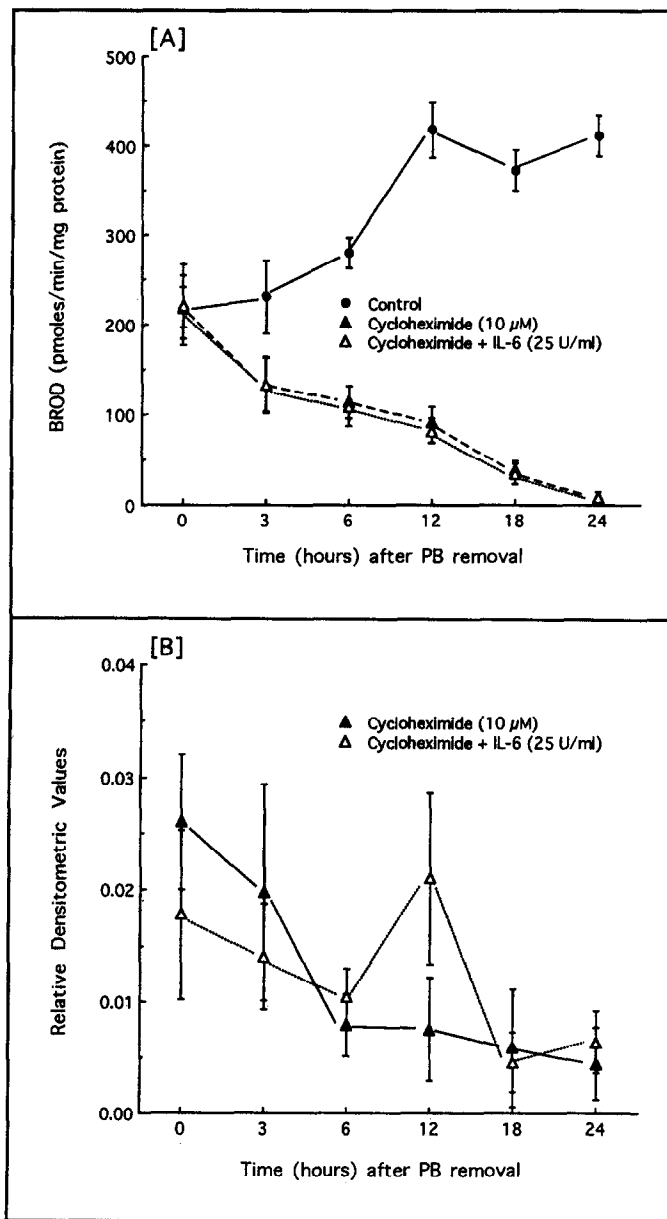 [A]
500
400
300
200
100
0
BROD (pmoles/min/mg protein)
Control
Cycloheximide (10 µM)
Cycloheximide + IL-6 (25 U/ml)
0 3 6 12 18 24
Time (hours) after PB removal
[B]
0.04
0.03
0.02
0.01
0.00
Relative Densitometric Values
Cycloheximide (10 µM)
Cycloheximide + IL-6 (25 U/ml)
0 3 6 12 18 24
Time (hours) after PB removal